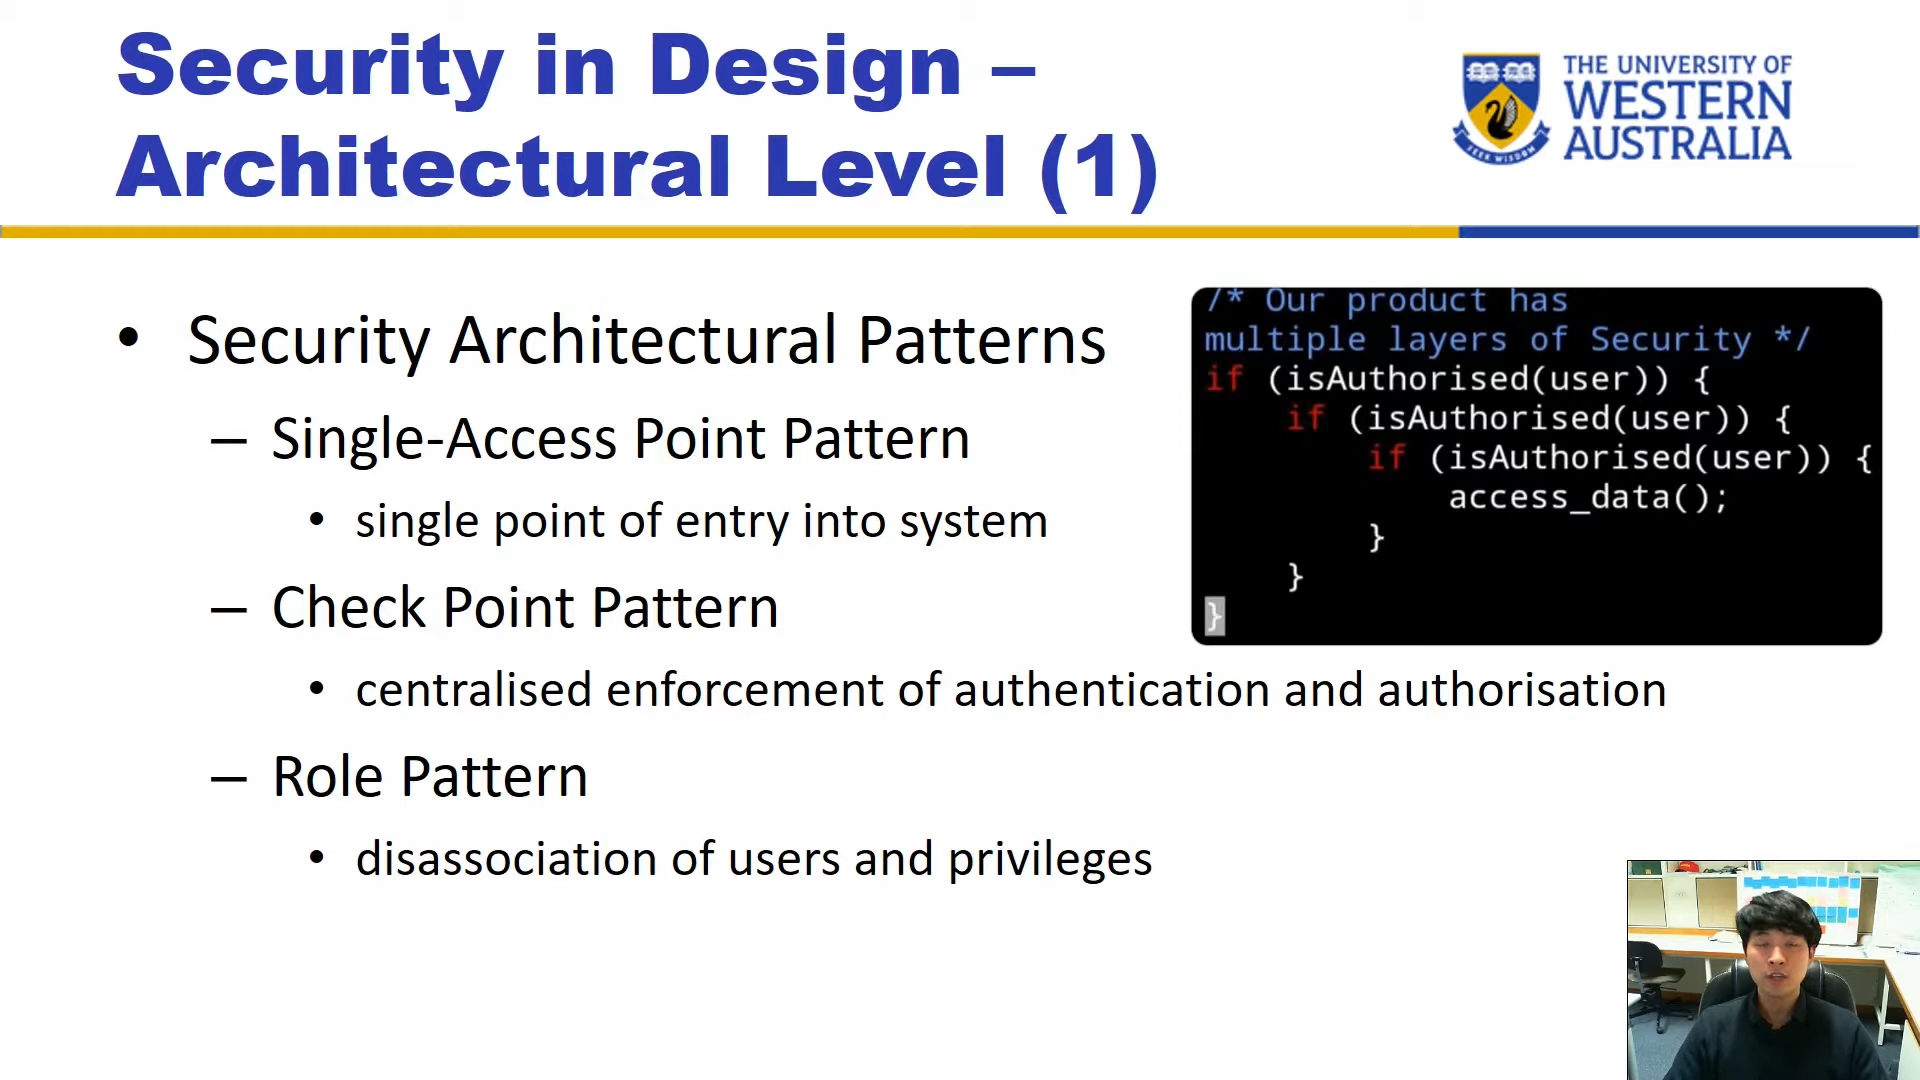 Security in Design –
Architectural Level (1)
THE UNIVERSITY OF
WESTERN
AUSTRALIA
SEEK WISDOM
• Security Architectural Patterns
– Single-Access Point Pattern
• single point of entry into system
– Check Point Pattern
• centralised enforcement of authentication and authorisation
– Role Pattern
• disassociation of users and privileges
/* Our product has
multiple layers of Security */
if (isAuthorised(user)) {
if (isAuthorised(user)) {
if (isAuthorised(user)) {
access_data();
}
}
}